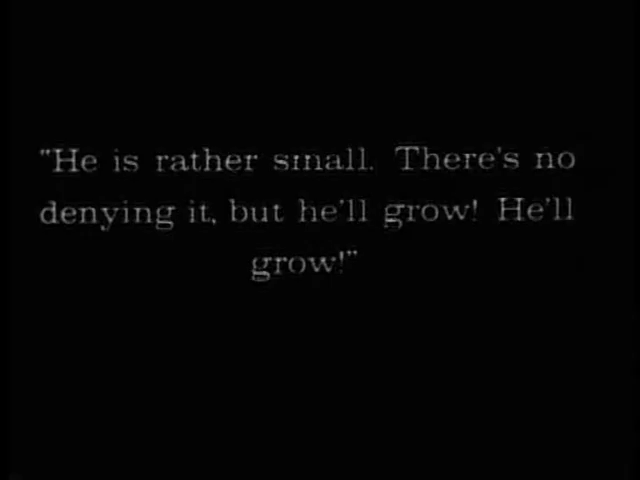 "He is rather small. There's no
denying it, but he'll grow! He'll
grow!"